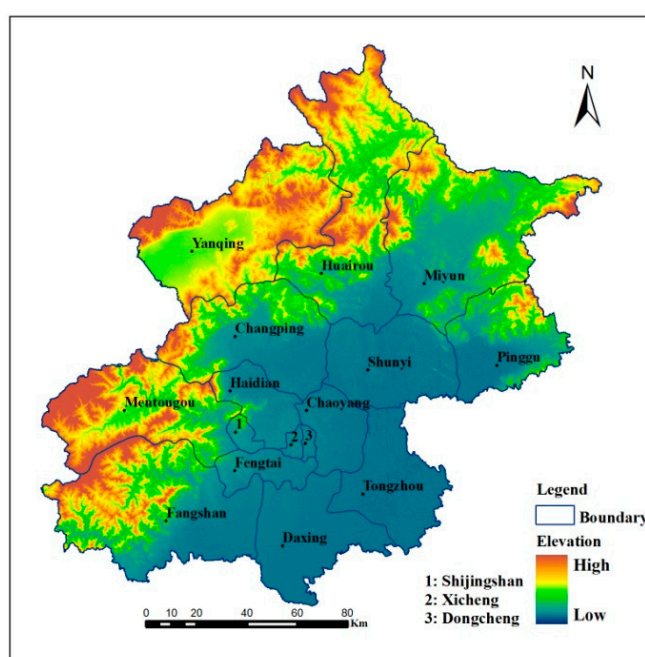 N
Yanqing
Huairou
Miyun
Changping
Shunyi
Pinggu
Haidian
Mentougou
Chaoyang
1
2
3
Fengtai
Tongzhou
Fangshan
Daxing
Legend
Boundary
Elevation
High
Low
1: Shijingshan
2: Xicheng
3: Dongcheng
0 20 40 60 80
Km